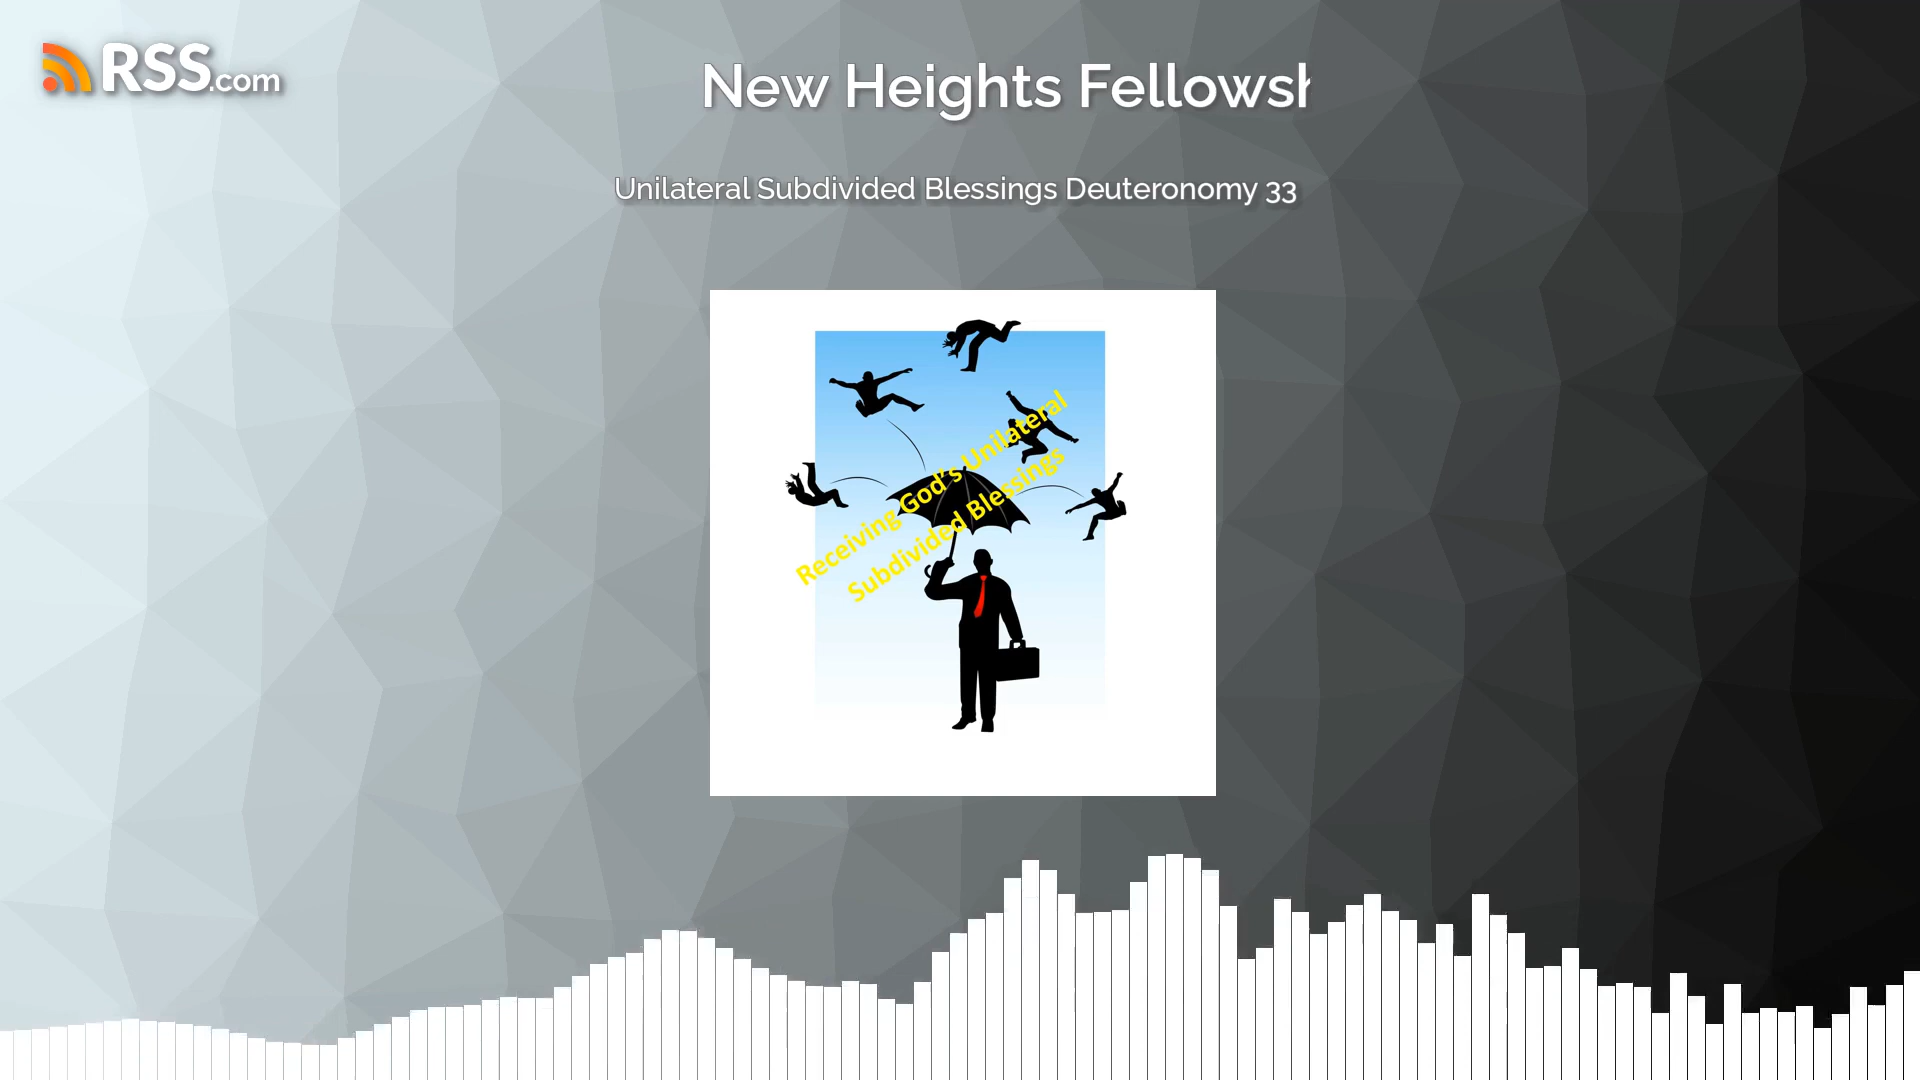 RSS.com
New Heights Fellowsh
Unilateral Subdivided Blessings Deuteronomy 33
Receiving God's Unilateral
Subdivided Blessings